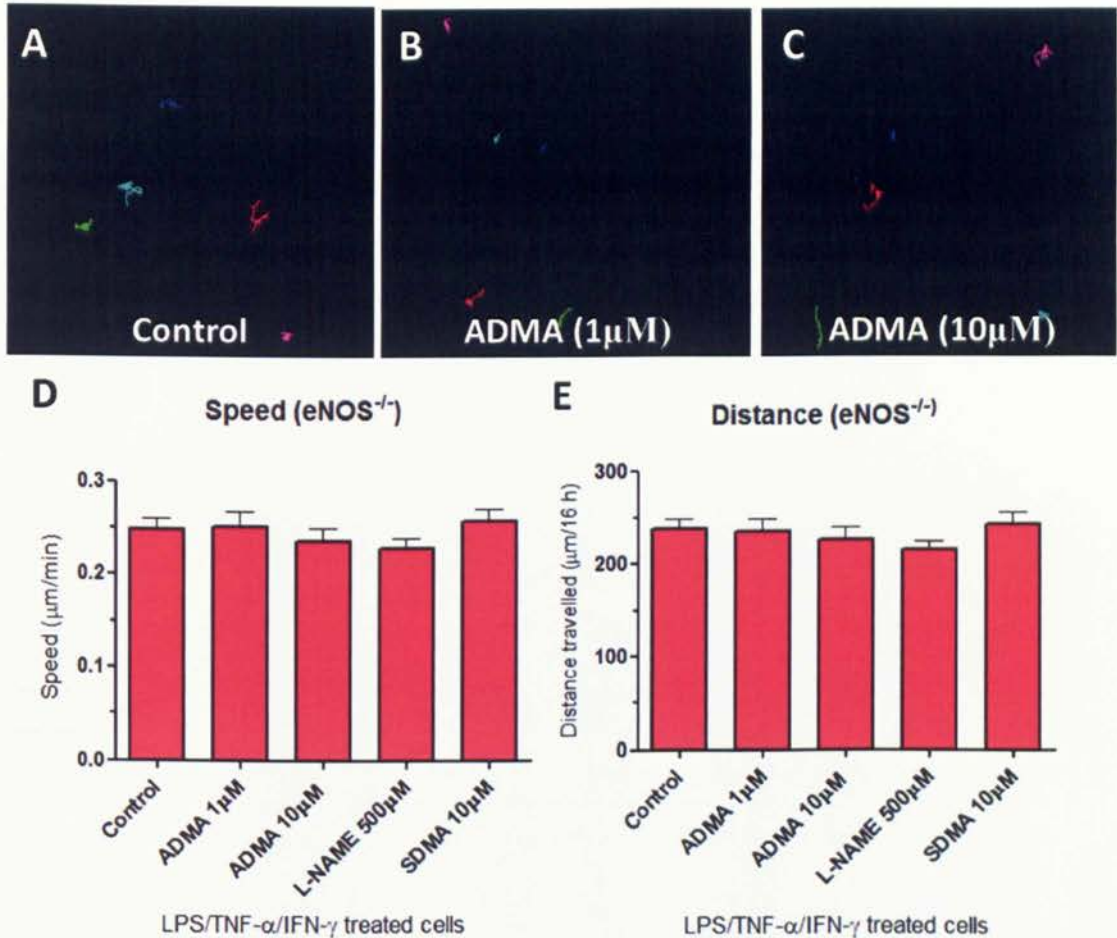 A
B
C
Control
ADMA (1μM)
ADMA (10μM)
D
Speed (eNOS-/-)
Speed (μm/min)
0.3
0.2
0.1
0.0
Control
ADMA 1μM
ADMA 10μM
L-NAME 500μM
SDMA 10μM
LPS/TNF-α/IFN-γ treated cells
E
Distance (eNOS-/-)
Distance travelled (μm/16 h)
300
200
100
0
Control
ADMA 1μM
ADMA 10μM
L-NAME 500μM
SDMA 10μM
LPS/TNF-α/IFN-γ treated cells